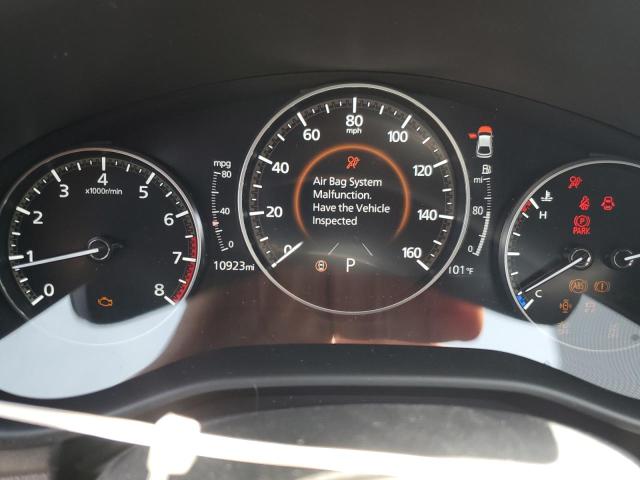 0 1 2 3 4 5 6 7 8
x1000r/min
mpg
80
40
0
10923mi
0 20 40 60 80 100 120 140 160
mph
Air Bag System
Malfunction.
Have the Vehicle
Inspected
P
mi
80
0
101°F
H
C
PARK
ABS